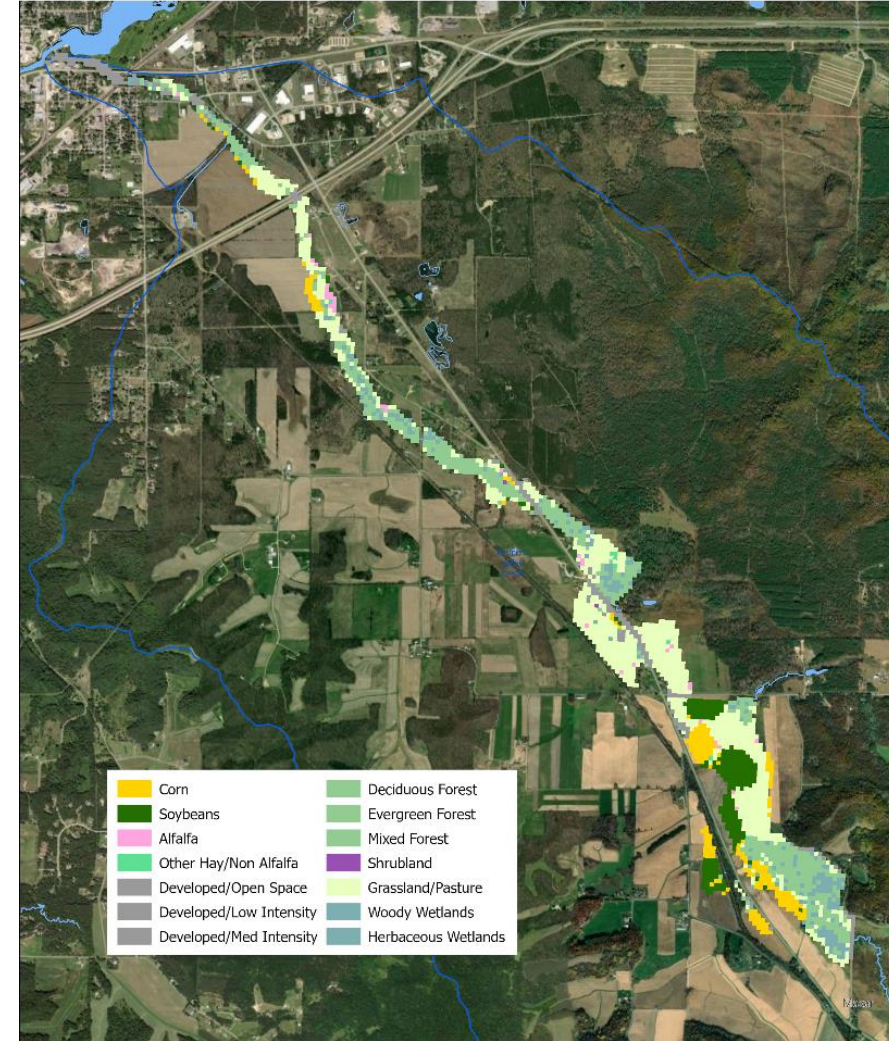 Corn
Soybeans
Alfalfa
Other Hay/Non Alfalfa
Developed/Open Space
Developed/Low Intensity
Developed/Med Intensity
Deciduous Forest
Evergreen Forest
Mixed Forest
Shrubland
Grassland/Pasture
Woody Wetlands
Herbaceous Wetlands